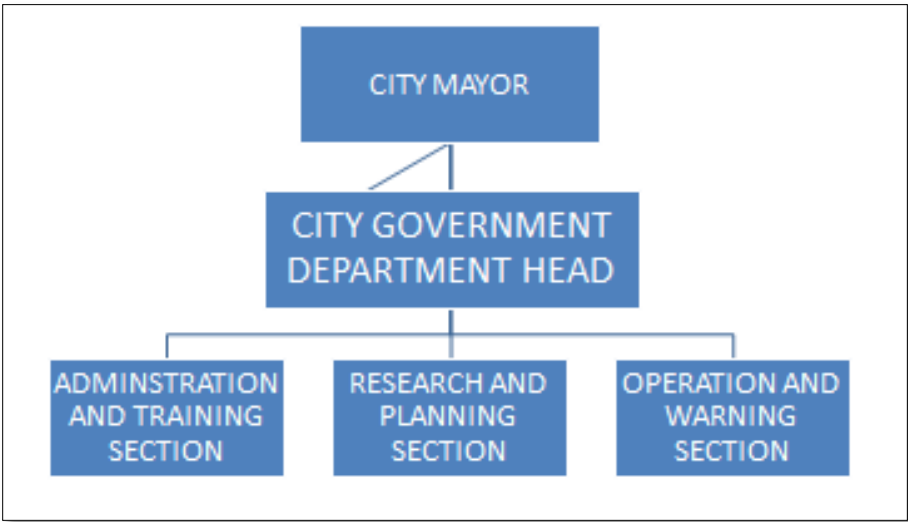 CITY MAYOR
CITY GOVERNMENT
DEPARTMENT HEAD
ADMINSTRATION
AND TRAINING
SECTION
RESEARCH AND
PLANNING
SECTION
OPERATION AND
WARNING
SECTION